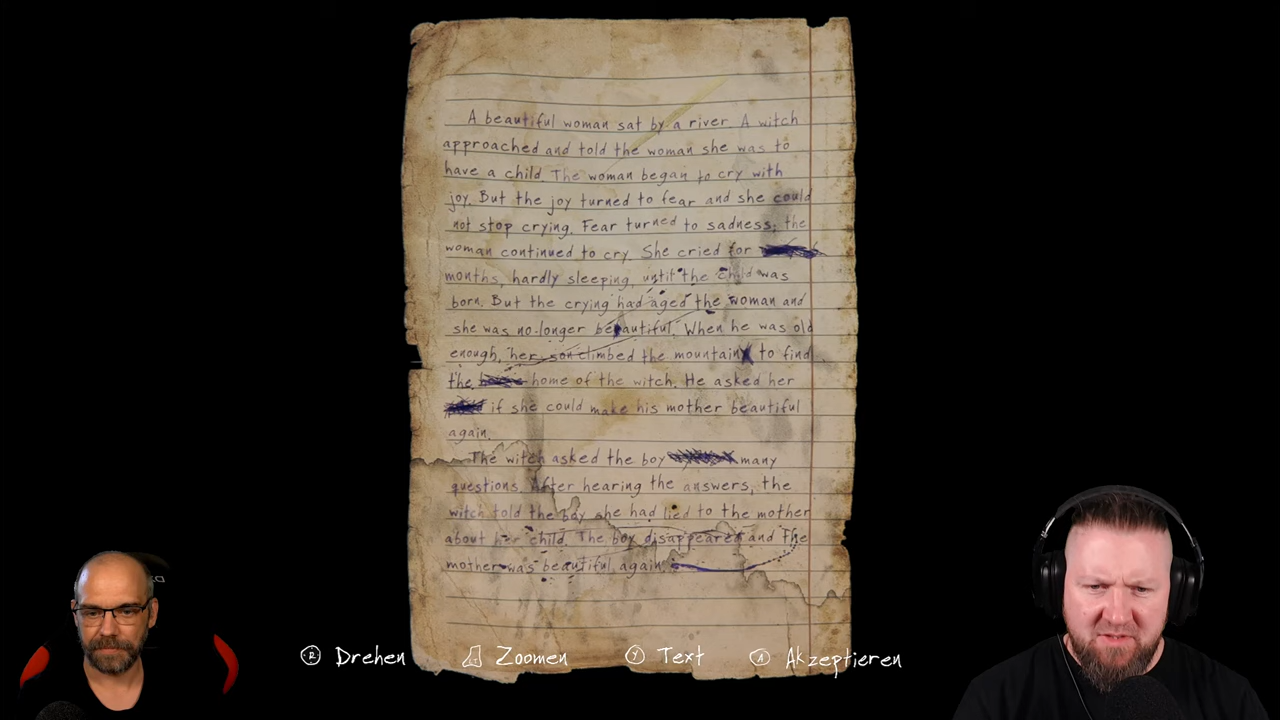 A beautiful woman sat by a river. A witch
approached and told the woman she was to
have a child. The woman began to cry with
joy. But the joy turned to fear and she could
not stop crying. Fear turned to sadness; the
woman continued to cry. She cried for
months, hardly sleeping, until the child was
born. But the crying had aged the woman and
she was no-longer beautiful. When he was old
enough, her son climbed the mountain to find
the home of the witch. He asked her
if she could make his mother beautiful
again.
The witch asked the boy many
questions. After hearing the answers, the
witch told the boy she had lied to the mother
about her child. The boy disappeared and the
mother was beautiful again.
R Drehen L Zoomen Y Text A Akzeptieren